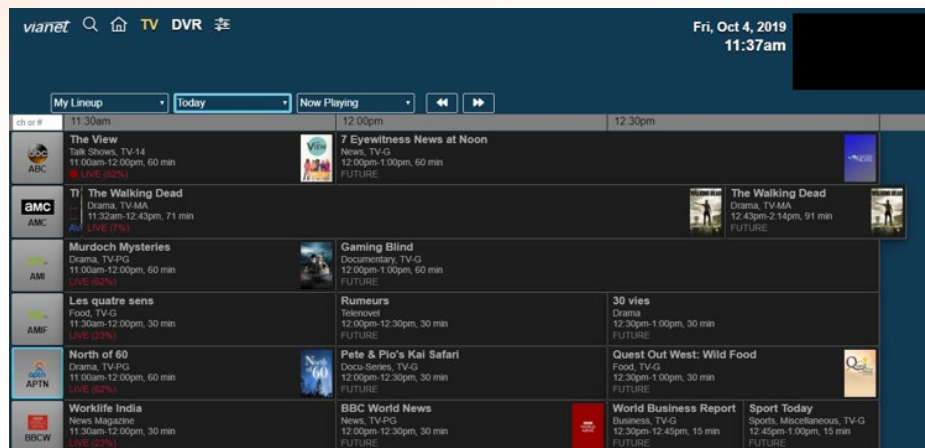 vianet TV DVR
Fri, Oct 4, 2019
11:37am
My Lineup Today Now Playing
ch or # 11:30am 12:00pm 12:30pm
abc
ABC
The View
Talk Shows, TV-14
11:00am-12:00pm, 60 min
LIVE (62%)
View
7 Eyewitness News at Noon
News, TV-G
12:00pm-1:00pm, 60 min
FUTURE
aMC
AMC
Th
AV
The Walking Dead
Drama, TV-MA
11:32am-12:43pm, 71 min
LIVE (7%)
The Walking Dead
Drama, TV-MA
12:43pm-2:14pm, 91 min
FUTURE
AMI
Murdoch Mysteries
Drama, TV-PG
11:00am-12:00pm, 60 min
LIVE (62%)
Gaming Blind
Documentary, TV-G
12:00pm-1:00pm, 60 min
FUTURE
AMIF
Les quatre sens
Food, TV-G
11:30am-12:00pm, 30 min
LIVE (23%)
Rumeurs
Telenovel
12:00pm-12:30pm, 30 min
FUTURE
30 vies
Drama
12:30pm-1:00pm, 30 min
FUTURE
aptn
APTN
North of 60
Drama, TV-PG
11:00am-12:00pm, 60 min
LIVE (62%)
North
of 60
Pete & Pio's Kai Safari
Docu-Series, TV-G
12:00pm-12:30pm, 30 min
FUTURE
Quest Out West: Wild Food
Food, TV-G
12:30pm-1:00pm, 30 min
FUTURE
BBCW
Worklife India
News Magazine
11:30am-12:00pm, 30 min
LIVE (23%)
BBC World News
News, TV-PG
12:00pm-12:30pm, 30 min
FUTURE
World Business Report
Business, TV-G
12:30pm-12:45pm, 15 min
FUTURE
Sport Today
Sports, Miscellaneous, TV-G
12:45pm-1:00pm, 15 min
FUTURE